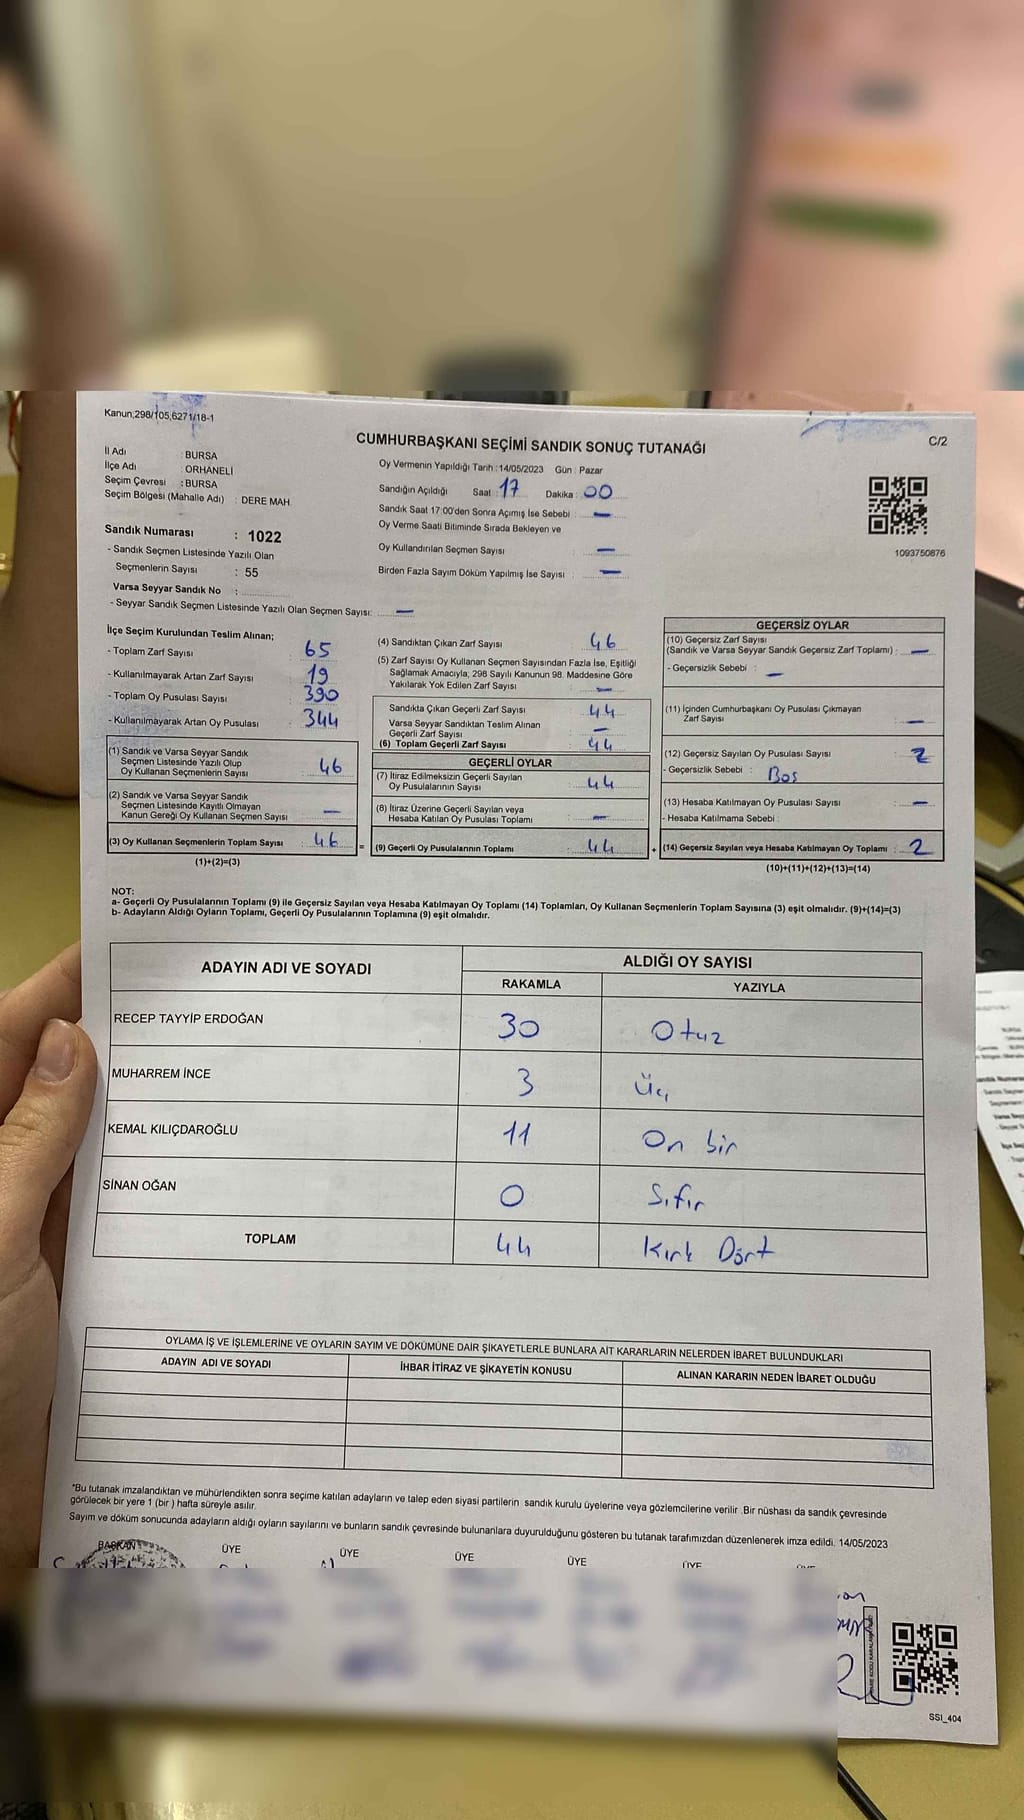 Kanun;298/105,6271/18-1
CUMHURBAŞKANI SEÇİMİ SANDIK SONUÇ TUTANAĞI
C/2
İl Adı : BURSA
İlçe Adı : ORHANELİ
Seçim Çevresi : BURSA
Seçim Bölgesi (Mahalle Adı) : DERE MAH.
Oy Vermenin Yapıldığı Tarih :14/05/2023 Gün : Pazar
Sandığın Açıldığı Saat : 17 Dakika : 00
Sandık Saat 17:00'den Sonra Açımış İse Sebebi : —
Oy Verme Saati Bitiminde Sırada Bekleyen ve
Oy Kullandırılan Seçmen Sayısı —
Birden Fazla Sayım Döküm Yapılmış İse Sayısı : —
1093750876
Sandık Numarası : 1022
- Sandık Seçmen Listesinde Yazılı Olan
Seçmenlerin Sayısı : 55
Varsa Seyyar Sandık No :
- Seyyar Sandık Seçmen Listesinde Yazılı Olan Seçmen Sayısı: —
İlçe Seçim Kurulundan Teslim Alınan;
- Toplam Zarf Sayısı : 65
- Kullanılmayarak Artan Zarf Sayısı : 19
- Toplam Oy Pusulası Sayısı : 390
- Kullanılmayarak Artan Oy Pusulası : 344
(1) Sandık ve Varsa Seyyar Sandık
Seçmen Listesinde Yazılı Olup
Oy Kullanan Seçmenlerin Sayısı : 46
(2) Sandık ve Varsa Seyyar Sandık
Seçmen Listesinde Kayıtlı Olmayan
Kanun Gereği Oy Kullanan Seçmen Sayısı : —
(3) Oy Kullanan Seçmenlerin Toplam Sayısı : 46 =
(1)+(2)=(3)
(4) Sandıktan Çıkan Zarf Sayısı : 46
(5) Zarf Sayısı Oy Kullanan Seçmen Sayısından Fazla İse, Eşitliği
Sağlamak Amacıyla, 298 Sayılı Kanunun 98. Maddesine Göre
Yakılarak Yok Edilen Zarf Sayısı : —
Sandıkta Çıkan Geçerli Zarf Sayısı : 44
Varsa Seyyar Sandıktan Teslim Alınan
Geçerli Zarf Sayısı : —
(6) Toplam Geçerli Zarf Sayısı : 44
GEÇERLİ OYLAR
(7) İtiraz Edilmeksizin Geçerli Sayılan
Oy Pusulalarının Sayısı : 44
(8) İtiraz Üzerine Geçerli Sayılan veya
Hesaba Katılan Oy Pusulası Toplamı : —
(9) Geçerli Oy Pusulalarının Toplamı : 44 +
GEÇERSİZ OYLAR
(10) Geçersiz Zarf Sayısı
(Sandık ve Varsa Seyyar Sandık Geçersiz Zarf Toplamı) : —
- Geçersizlik Sebebi : —
(11) İçinden Cumhurbaşkanı Oy Pusulası Çıkmayan
Zarf Sayısı : —
(12) Geçersiz Sayılan Oy Pusulası Sayısı : 2
- Geçersizlik Sebebi : Boş
(13) Hesaba Katılmayan Oy Pusulası Sayısı : —
- Hesaba Katılmama Sebebi :
(14) Geçersiz Sayılan veya Hesaba Katılmayan Oy Toplamı : 2
(10)+(11)+(12)+(13)=(14)
NOT:
a- Geçerli Oy Pusulalarının Toplamı (9) ile Geçersiz Sayılan veya Hesaba Katılmayan Oy Toplamı (14) Toplamları, Oy Kullanan Seçmenlerin Toplam Sayısına (3) eşit olmalıdır. (9)+(14)=(3)
b- Adayların Aldığı Oyların Toplamı, Geçerli Oy Pusulalarının Toplamına (9) eşit olmalıdır.
ADAYIN ADI VE SOYADI
ALDIĞI OY SAYISI
RAKAMLA YAZIYLA
RECEP TAYYİP ERDOĞAN 30 Otuz
MUHARREM İNCE 3 Üç
KEMAL KILIÇDAROĞLU 11 On bir
SİNAN OĞAN 0 Sıfır
TOPLAM 44 Kırk Dört
OYLAMA İŞ VE İŞLEMLERİNE VE OYLARIN SAYIM VE DÖKÜMÜNE DAİR ŞİKAYETLERLE BUNLARA AİT KARARLARIN NELERDEN İBARET BULUNDUKLARI
ADAYIN ADI VE SOYADI İHBAR İTİRAZ VE ŞİKAYETİN KONUSU ALINAN KARARIN NEDEN İBARET OLDUĞU
*Bu tutanak imzalandıktan ve mühürlendikten sonra seçime katılan adayların ve talep eden siyasi partilerin sandık kurulu üyelerine veya gözlemcilerine verilir .Bir nüshası da sandık çevresinde
görülecek bir yere 1 (bir ) hafta süreyle asılır.
Sayım ve döküm sonucunda adayların aldığı oyların sayılarını ve bunların sandık çevresinde bulunanlara duyurulduğunu gösteren bu tutanak tarafımızdan düzenlenerek imza edildi. 14/05/2023
BAŞKAN ÜYE ÜYE ÜYE ÜYE ÜYE
SSI_404